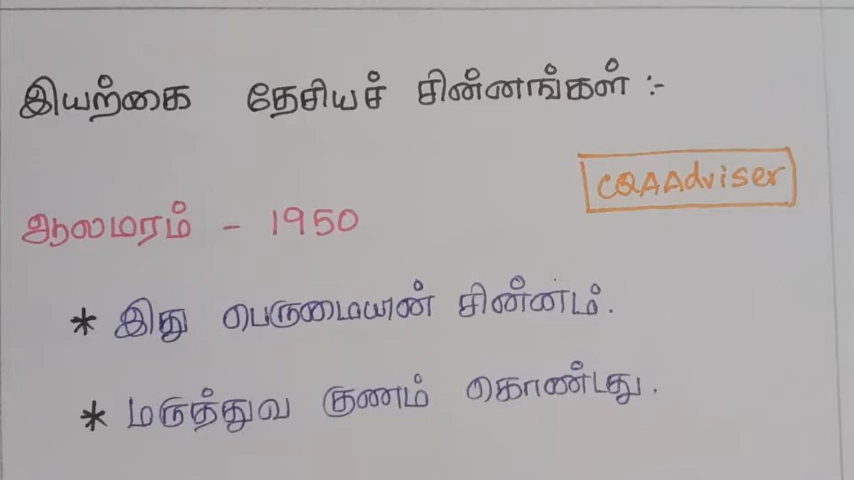 இயற்கை தேசியச் சின்னங்கள் :-
CQAAdviser
ஆலமரம் - 1950
* இது பெருமையின் சின்னம்.
* மருத்துவ குணம் கொண்டது.